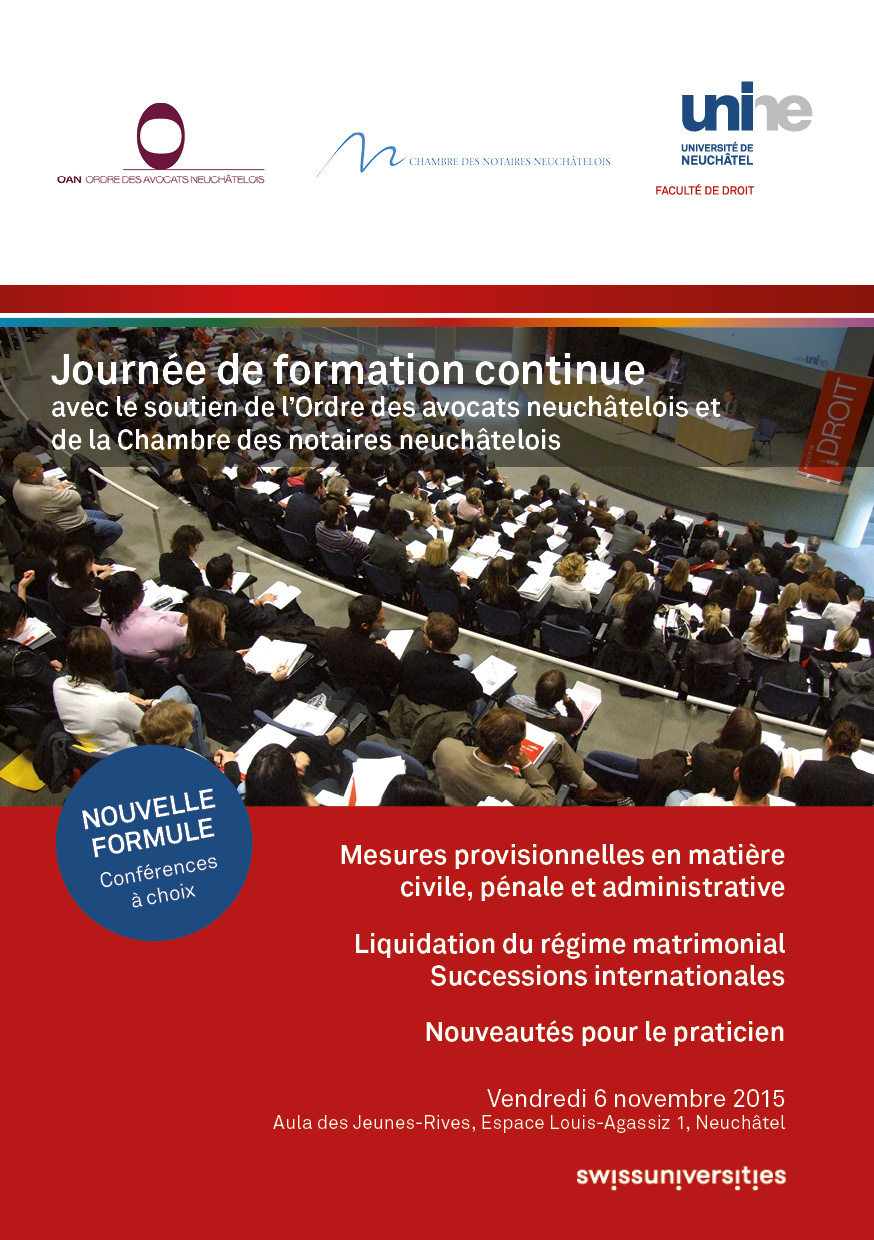 OAN ORDRE DES AVOCATS NEUCHÂTELOIS
CHAMBRE DES NOTAIRES NEUCHÂTELOIS
unine
UNIVERSITÉ DE
NEUCHÂTEL
FACULTÉ DE DROIT
Journée de formation continue
avec le soutien de l'Ordre des avocats neuchâtelois et
de la Chambre des notaires neuchâtelois
unine
DROIT
NOUVELLE
FORMULE
Conférences
à choix
Mesures provisionnelles en matière
civile, pénale et administrative
Liquidation du régime matrimonial
Successions internationales
Nouveautés pour le praticien
Vendredi 6 novembre 2015
Aula des Jeunes-Rives, Espace Louis-Agassiz 1, Neuchâtel
swissuniversities